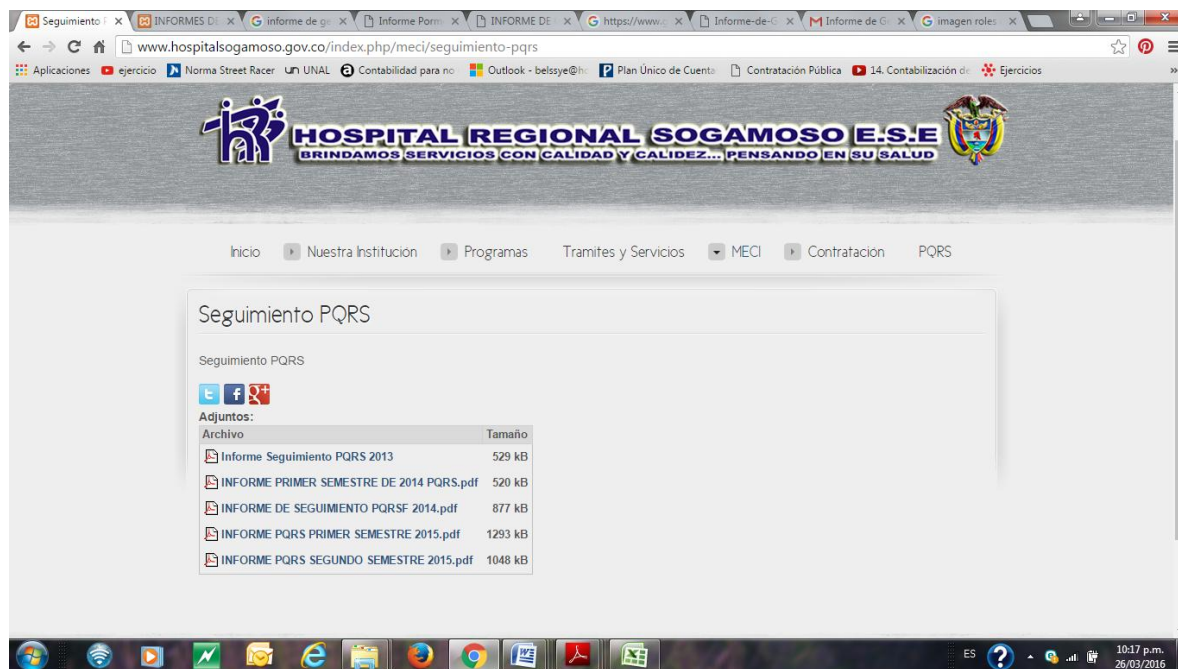 Seguimiento INFORMES DE informe de ge Informe Porm INFORME DE https://www.c Informe-de-G Informe de G imagen roles
www.hospitalsogamoso.gov.co/index.php/meci/seguimiento-pqrs
Aplicaciones ejercicio Norma Street Racer UN UNAL Contabilidad para no Outlook - belssye@h Plan Único de Cuenta Contratación Pública 14. Contabilización de Ejercicios »
HOSPITAL REGIONAL SOGAMOSO E.S.E
BRINDAMOS SERVICIOS CON CALIDAD Y CALIDEZ... PENSANDO EN SU SALUD
Inicio Nuestra Institución Programas Tramites y Servicios MECI Contratación PQRS
Seguimiento PQRS
Seguimiento PQRS
Adjuntos:
Archivo Tamaño
Informe Seguimiento PQRS 2013 529 kB
INFORME PRIMER SEMESTRE DE 2014 PQRS.pdf 520 kB
INFORME DE SEGUIMIENTO PQRSF 2014.pdf 877 kB
INFORME PQRS PRIMER SEMESTRE 2015.pdf 1293 kB
INFORME PQRS SEGUNDO SEMESTRE 2015.pdf 1048 kB
ES 10:17 p.m.
26/03/2016